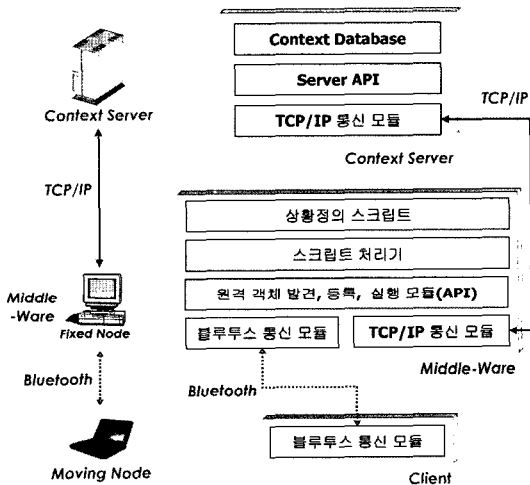 Context Server
TCP/IP
Middle
-Ware
Fixed Node
Bluetooth
Moving Node
Context Database
Server API
TCP/IP 통신 모듈
Context Server
TCP/IP
상황정의 스크립트
스크립트 처리기
원격 객체 발견, 등록, 실행 모듈(API)
블루투스 통신 모듈
TCP/IP 통신 모듈
Middle-Ware
Bluetooth
블루투스 통신 모듈
Client